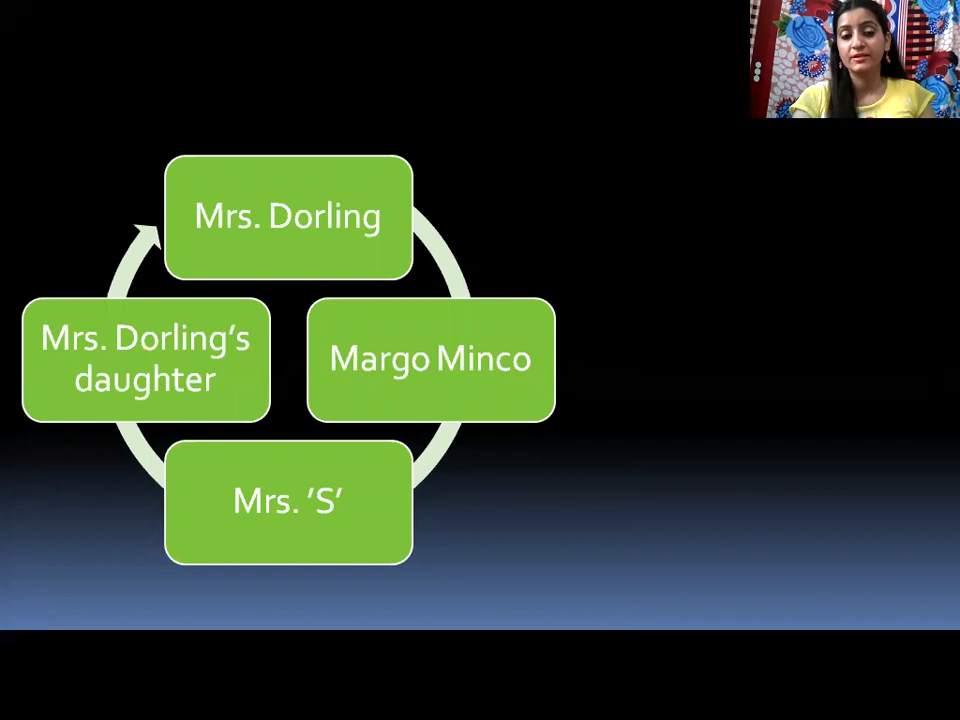 Mrs. Dorling
Mrs. Dorling’s
daughter
Margo Minco
Mrs. ’S’